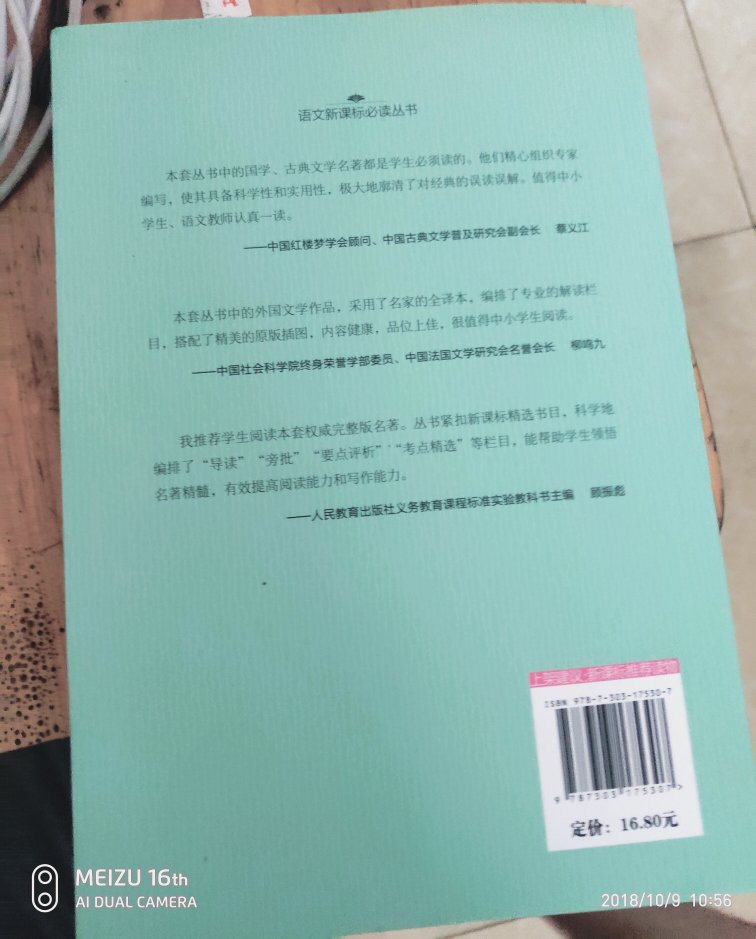 语文新课标必读丛书
本套丛书中的国学、古典文学名著都是学生必须读的。他们精心组织专家
编写，使其具备科学性和实用性，极大地廓清了对经典的误读误解。值得中小
学生、语文教师认真一读。
——中国红楼梦学会顾问、中国古典文学普及研究会副会长 蔡义江
本套丛书中的外国文学作品，采用了名家的全译本，编排了专业的解读栏
目，搭配了精美的原版插图，内容健康，品位上佳，很值得中小学生阅读。
——中国社会科学院终身荣誉学部委员、中国法国文学研究会名誉会长 柳鸣九
我推荐学生阅读本套权威完整版名著。丛书紧扣新课标精选书目，科学地
编排了“导读”“旁批”“要点评析”“考点精选”等栏目，能帮助学生领悟
名著精髓，有效提高阅读能力和写作能力。
——人民教育出版社义务教育课程标准实验教科书主编 顾振彪
上架建议·新课标推荐读物
ISBN 978-7-303-17530-7
9 787303 175307 >
定价：16.80元
MEIZU 16th
AI DUAL CAMERA
2018/10/9 10:56